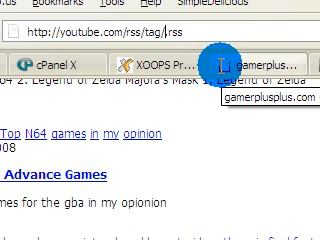 Bookmarks Tools Help SimpleDelicious
http://youtube.com/rss/tag/.rss
cPanel X XOOPS Pr... gamerplus...
64 2. Legend of Zelda Majora's Mask 1. Legend of Zelda
gamerplusplus.com
Top N64 games in my opinion
008
Advance Games
mes for the gba in my opionion